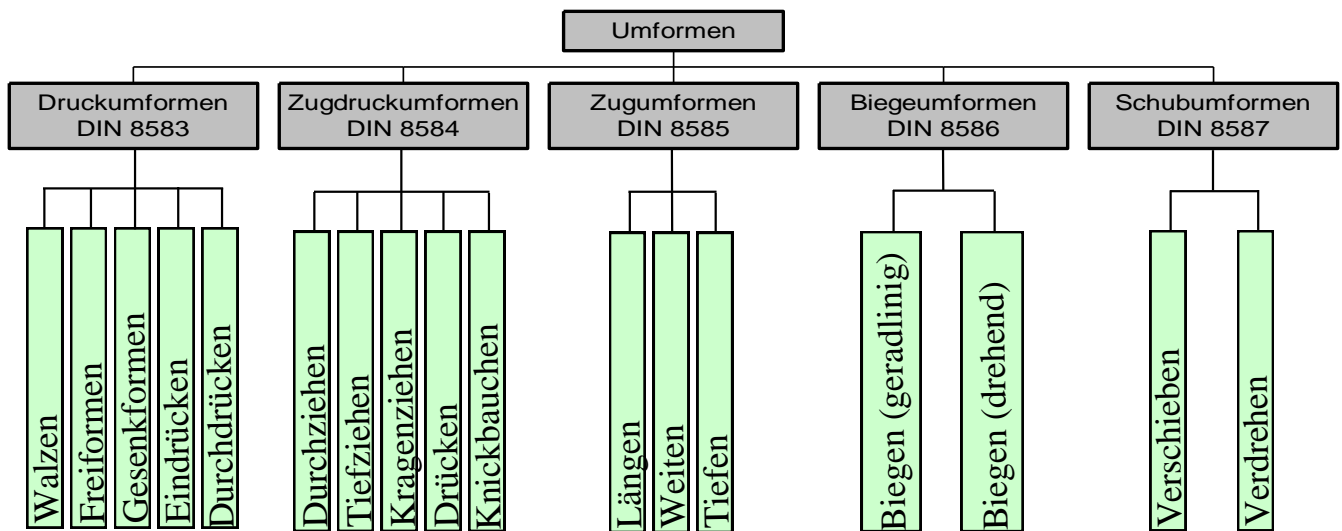 Umformen
Druckumformen
DIN 8583
Zugdruckumformen
DIN 8584
Zugumformen
DIN 8585
Biegeumformen
DIN 8586
Schubumformen
DIN 8587
Walzen
Freiformen
Gesenkformen
Eindrücken
Durchdrücken
Durchziehen
Tiefziehen
Kragenziehen
Drücken
Knickbauchen
Längen
Weiten
Tiefen
Biegen (geradlinig)
Biegen (drehend)
Verschieben
Verdrehen